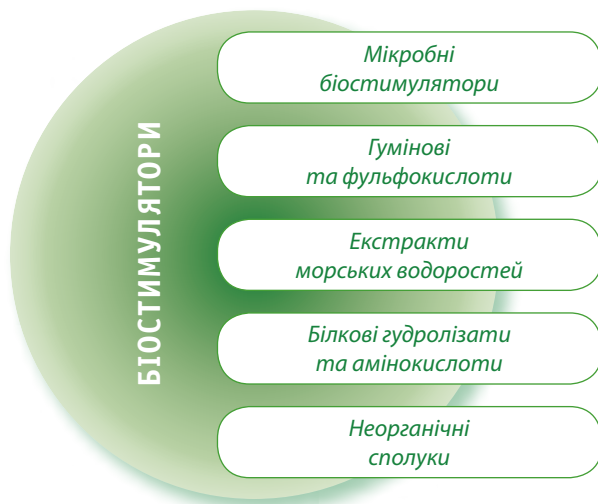 БІОСТИМУЛЯТОРИ
Мікробні
біостимулятори
Гумінові
та фульфокислоти
Екстракти
морських водоростей
Білкові гудролізати
та амінокислоти
Неорганічні
сполуки